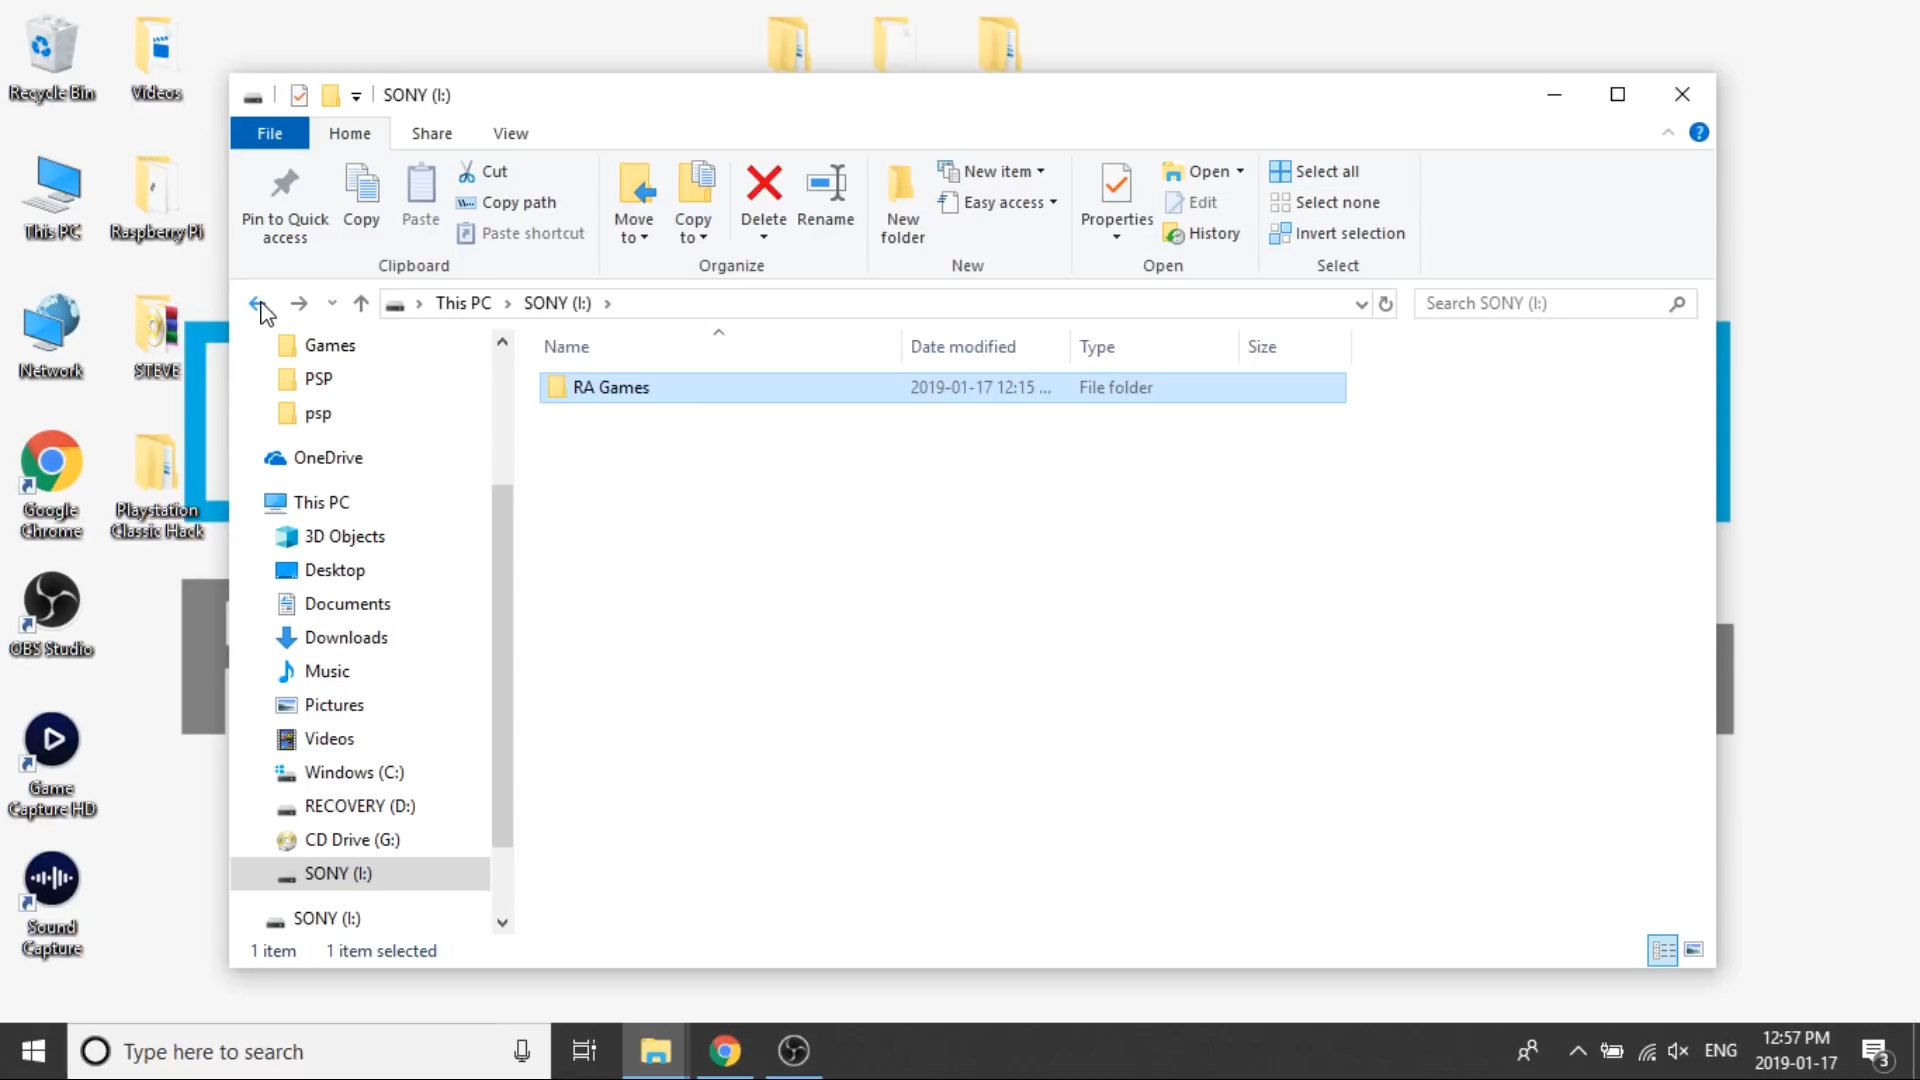 Recycle Bin
Videos
This PC
Raspberry Pi
Network
STEVE
Google
Chrome
Playstation
Classic Hack
OBS Studio
Game
Capture HD
Sound
Capture
SONY (I:)
File
Home
Share
View
Pin to Quick
access
Copy
Paste
Cut
Copy path
Paste shortcut
Clipboard
Move
to
Copy
to
Delete
Rename
Organize
New
folder
New item
Easy access
New
Properties
Open
Edit
History
Open
Select all
Select none
Invert selection
Select
This PC
SONY (I:)
Search SONY (I:)
Games
PSP
psp
OneDrive
This PC
3D Objects
Desktop
Documents
Downloads
Music
Pictures
Videos
Windows (C:)
RECOVERY (D:)
CD Drive (G:)
SONY (I:)
SONY (I:)
Name
Date modified
Type
Size
RA Games
2019-01-17 12:15 ...
File folder
1 item
1 item selected
Type here to search
ENG
12:57 PM
2019-01-17
3